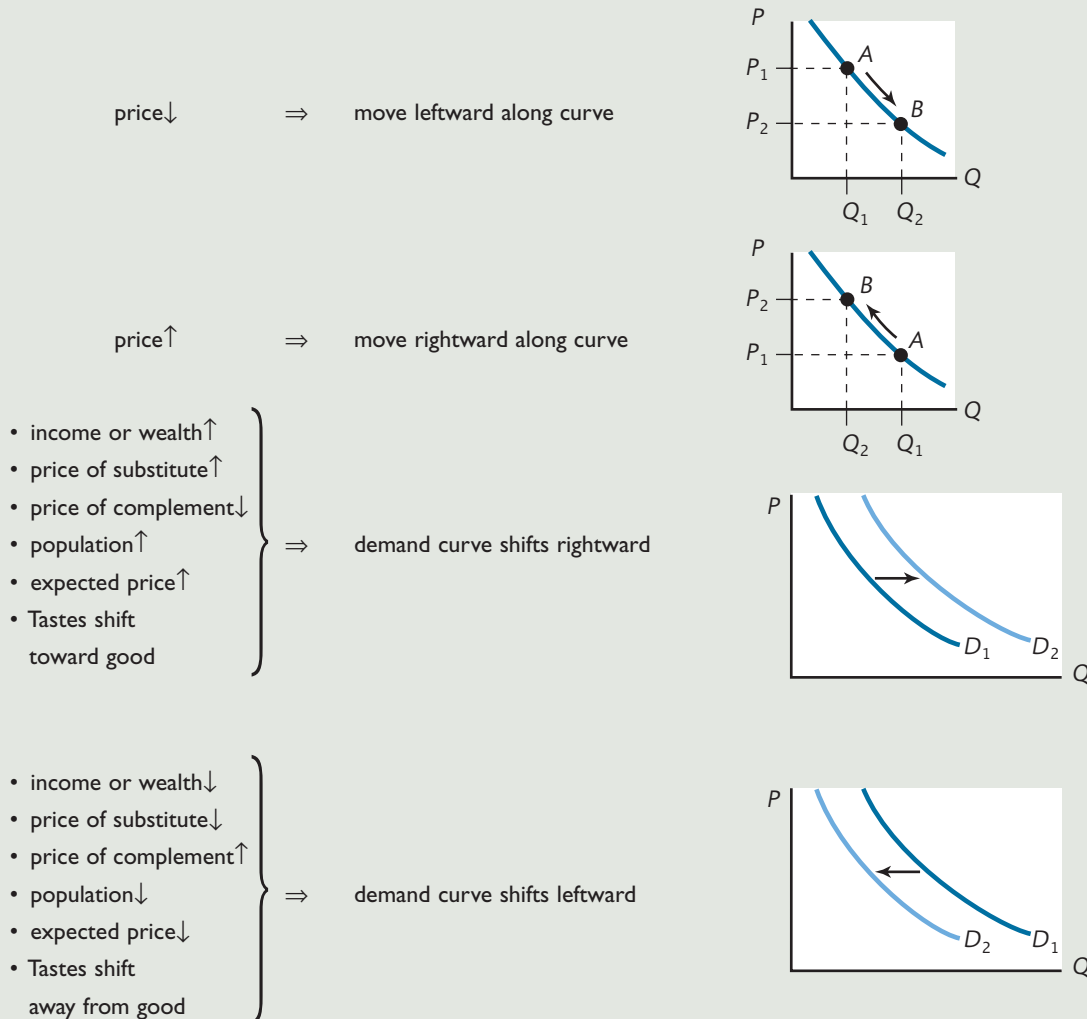 price↓ ⇒ move leftward along curve
P
P₁
A
P₂
B
Q
Q₁ Q₂
price↑ ⇒ move rightward along curve
P
P₂
B
P₁
A
Q
Q₂ Q₁
• income or wealth↑
• price of substitute↑
• price of complement↓
• population↑
• expected price↑
• Tastes shift
toward good
⇒ demand curve shifts rightward
P
D₁ D₂
Q
• income or wealth↓
• price of substitute↓
• price of complement↑
• population↓
• expected price↓
• Tastes shift
away from good
⇒ demand curve shifts leftward
P
D₂ D₁
Q